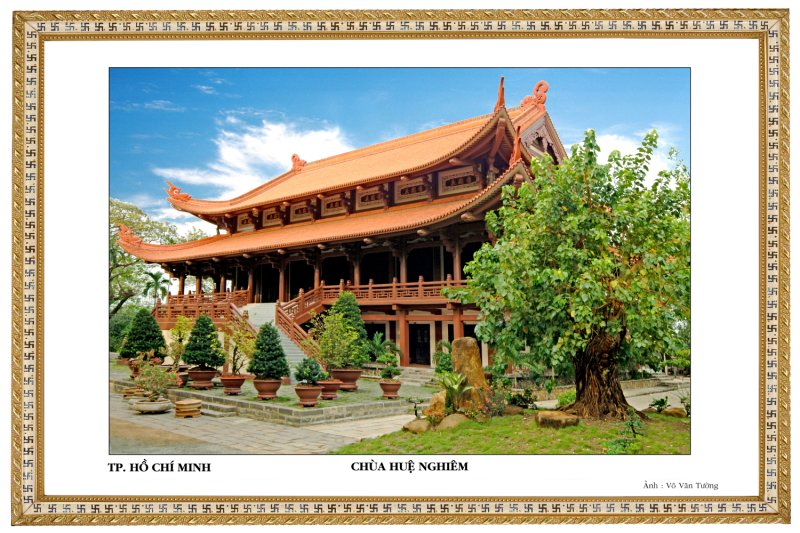 TP. HỒ CHÍ MINH
CHÙA HUỆ NGHIÊM
Ảnh : Võ Văn Tường